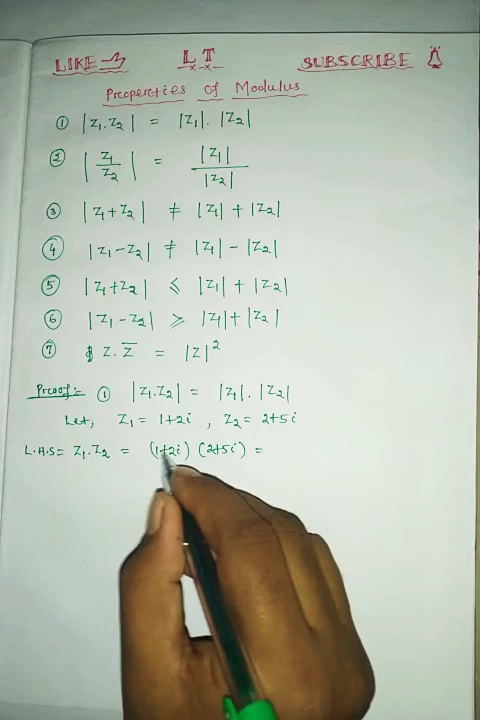 LIKE LT SUBSCRIBE
Properties of Modulus
① |Z1.Z2| = |Z1|.|Z2|
② |Z1/Z2| = |Z1|/|Z2|
③ |Z1+Z2| ≠ |Z1|+|Z2|
④ |Z1-Z2| ≠ |Z1|-|Z2|
⑤ |Z1+Z2| ⩽ |Z1|+|Z2|
⑥ |Z1-Z2| ⩾ |Z1|+|Z2|
⑦ Z.Z̅ = |Z|²
Proof:- ① |Z1.Z2| = |Z1|.|Z2|
Let, Z1 = 1+2i , Z2 = 2+5i
L.H.S = Z1.Z2 = (1+2i) (2+5i) =